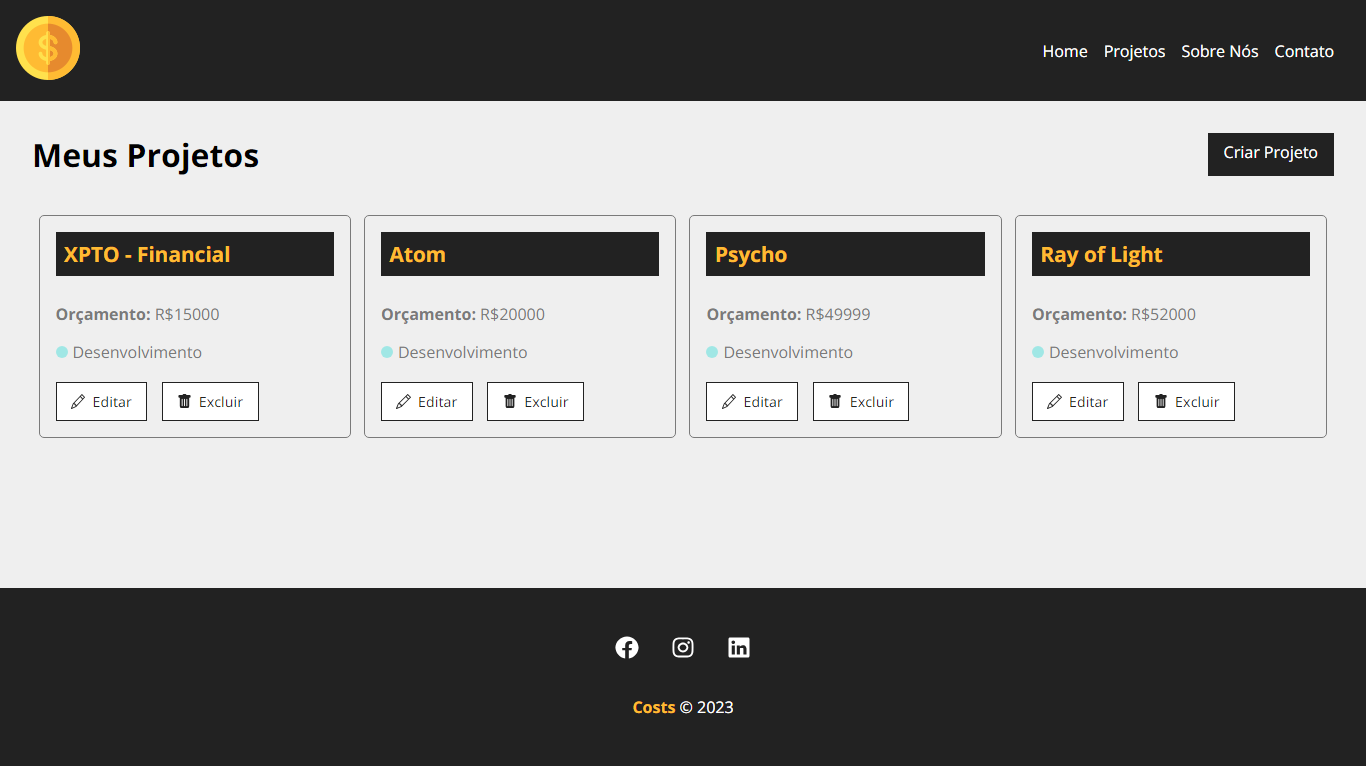 $
Home Projetos Sobre Nós Contato
Meus Projetos
Criar Projeto
XPTO - Financial
Orçamento: R$15000
Desenvolvimento
Editar Excluir
Atom
Orçamento: R$20000
Desenvolvimento
Editar Excluir
Psycho
Orçamento: R$49999
Desenvolvimento
Editar Excluir
Ray of Light
Orçamento: R$52000
Desenvolvimento
Editar Excluir
Costs © 2023